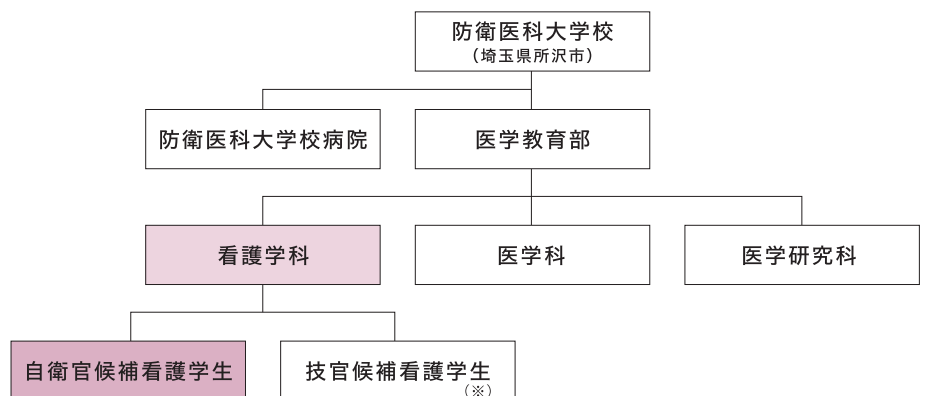 防衛医科大学校
（埼玉県所沢市）
防衛医科大学校病院
医学教育部
看護学科
医学科
医学研究科
自衛官候補看護学生
技官候補看護学生
（※）